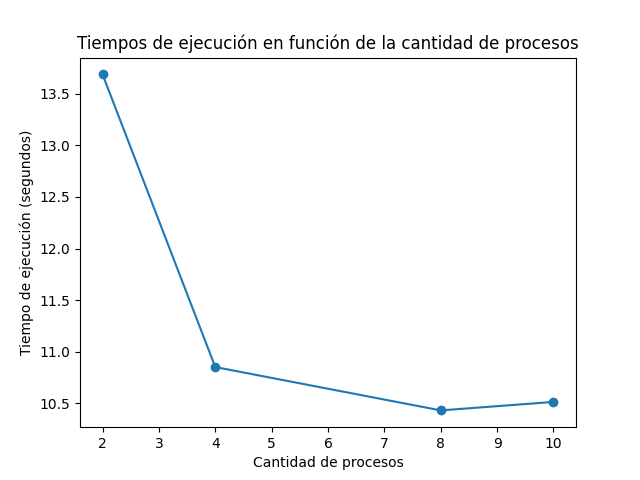 Tiempos de ejecución en función de la cantidad de procesos
13.5
13.0
12.5
12.0
11.5
11.0
10.5
Tiempo de ejecución (segundos)
2 3 4 5 6 7 8 9 10
Cantidad de procesos